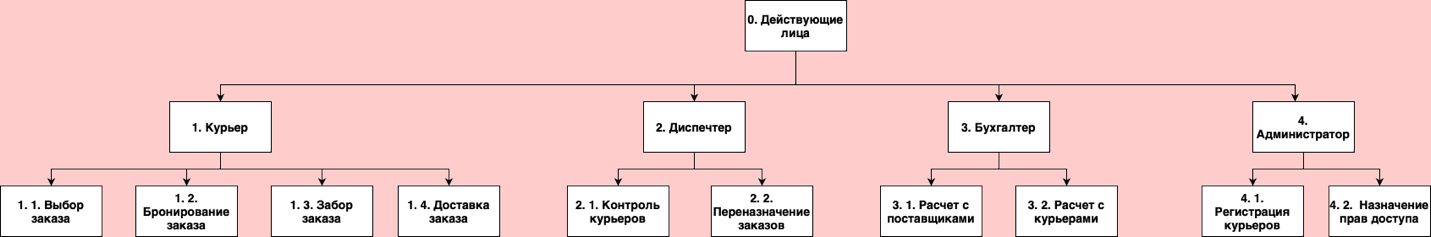 0. Действующие
лица
1. Курьер
2. Диспечтер
3. Бухгалтер
4.
Администратор
1. 1. Выбор
заказа
1. 2.
Бронирование
заказа
1. 3. Забор
заказа
1. 4. Доставка
заказа
2. 1. Контроль
курьеров
2. 2.
Переназначение
заказов
3. 1. Расчет с
поставщиками
3. 2. Расчет с
курьерами
4. 1.
Регистрация
курьеров
4. 2. Назначение
прав доступа